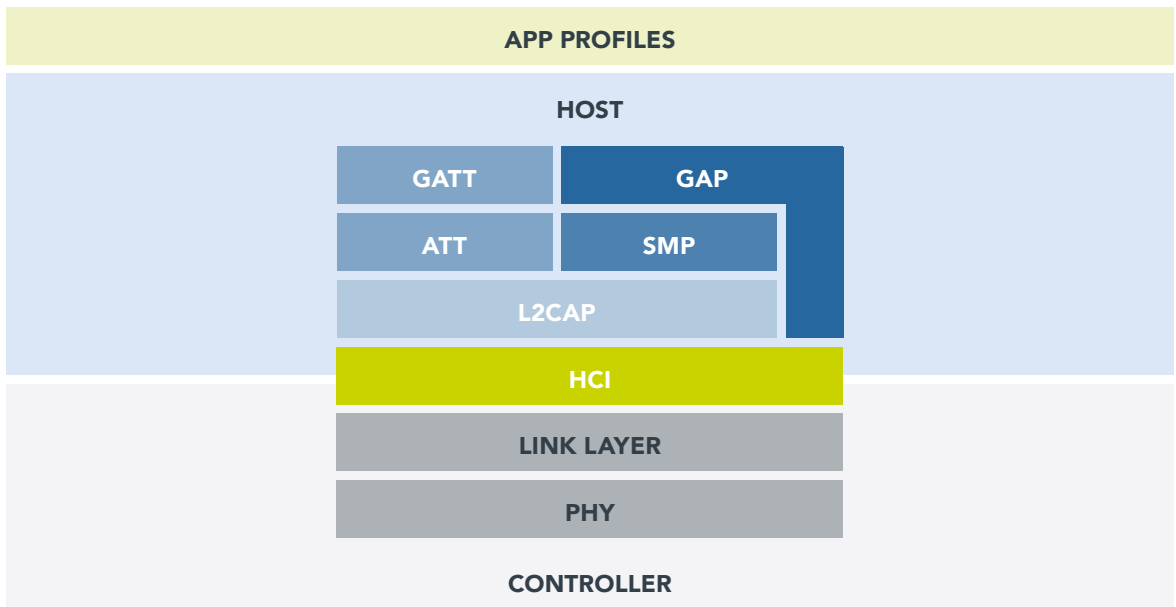 APP PROFILES
HOST
GATT
GAP
ATT
SMP
L2CAP
HCI
LINK LAYER
PHY
CONTROLLER